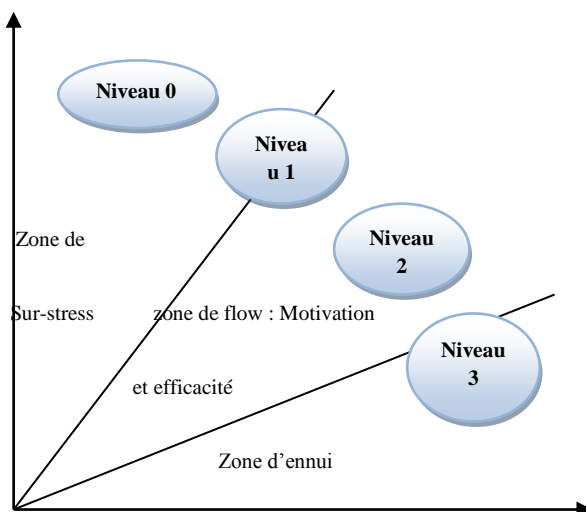 Niveau 0
Nivea
u 1
Niveau
2
Zone de
Sur-stress
zone de flow : Motivation
Niveau
3
et efficacité
Zone d’ennui